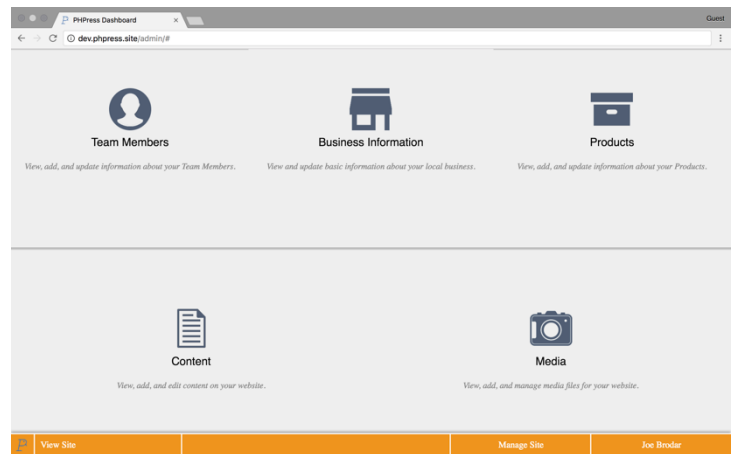 PHPress Dashboard
Guest
dev.phpress.site/admin/#
Team Members
View, add, and update information about your Team Members.
Business Information
View and update basic information about your local business.
Products
View, add, and update information about your Products.
Content
View, add, and edit content on your website.
Media
View, add, and manage media files for your website.
View Site
Manage Site
Joe Brodar